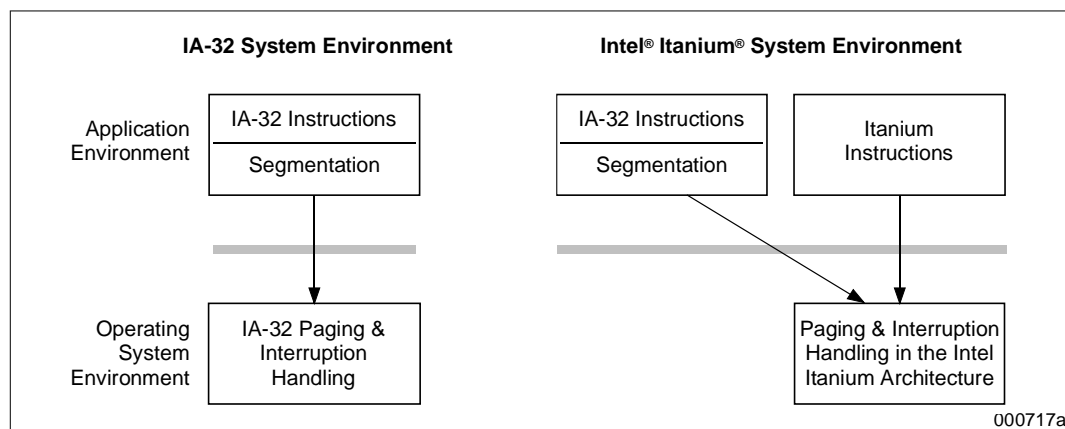 IA-32 System Environment
Intel® Itanium® System Environment
Application
Environment
IA-32 Instructions
Segmentation
IA-32 Instructions
Segmentation
Itanium
Instructions
Operating
System
Environment
IA-32 Paging &
Interruption
Handling
Paging & Interruption
Handling in the Intel
Itanium Architecture
000717a